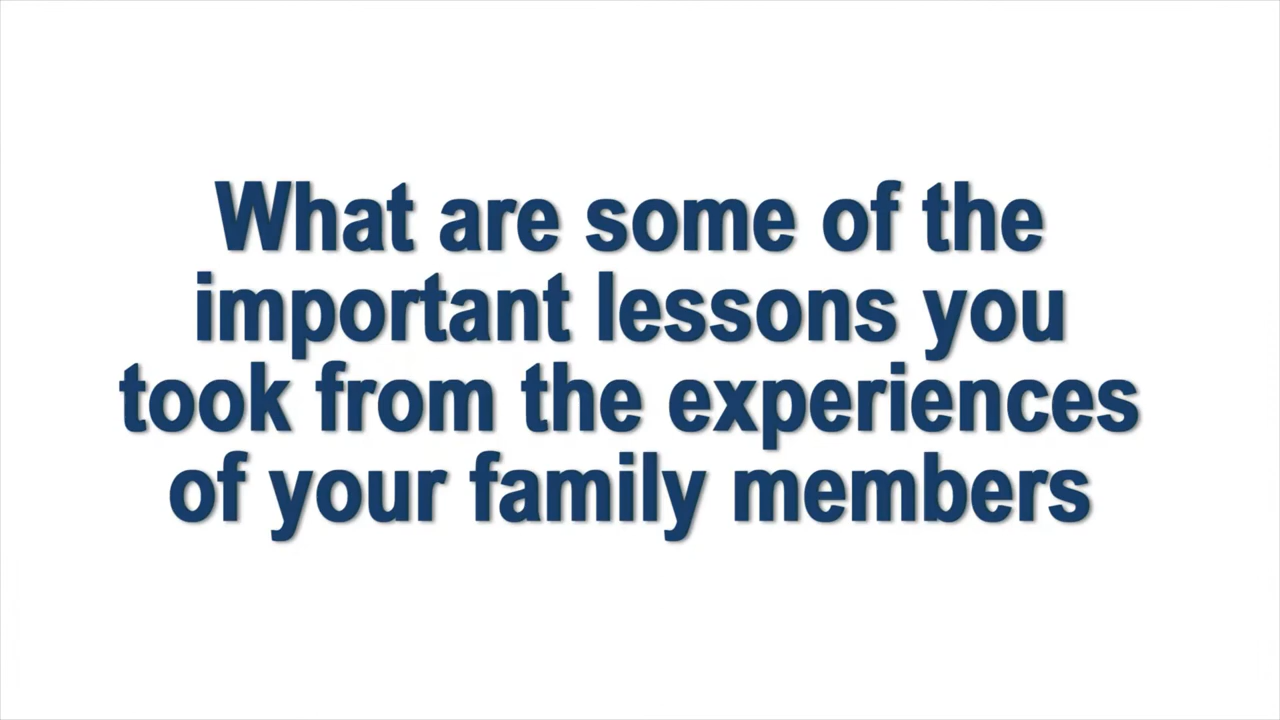 What are some of the
important lessons you
took from the experiences
of your family members